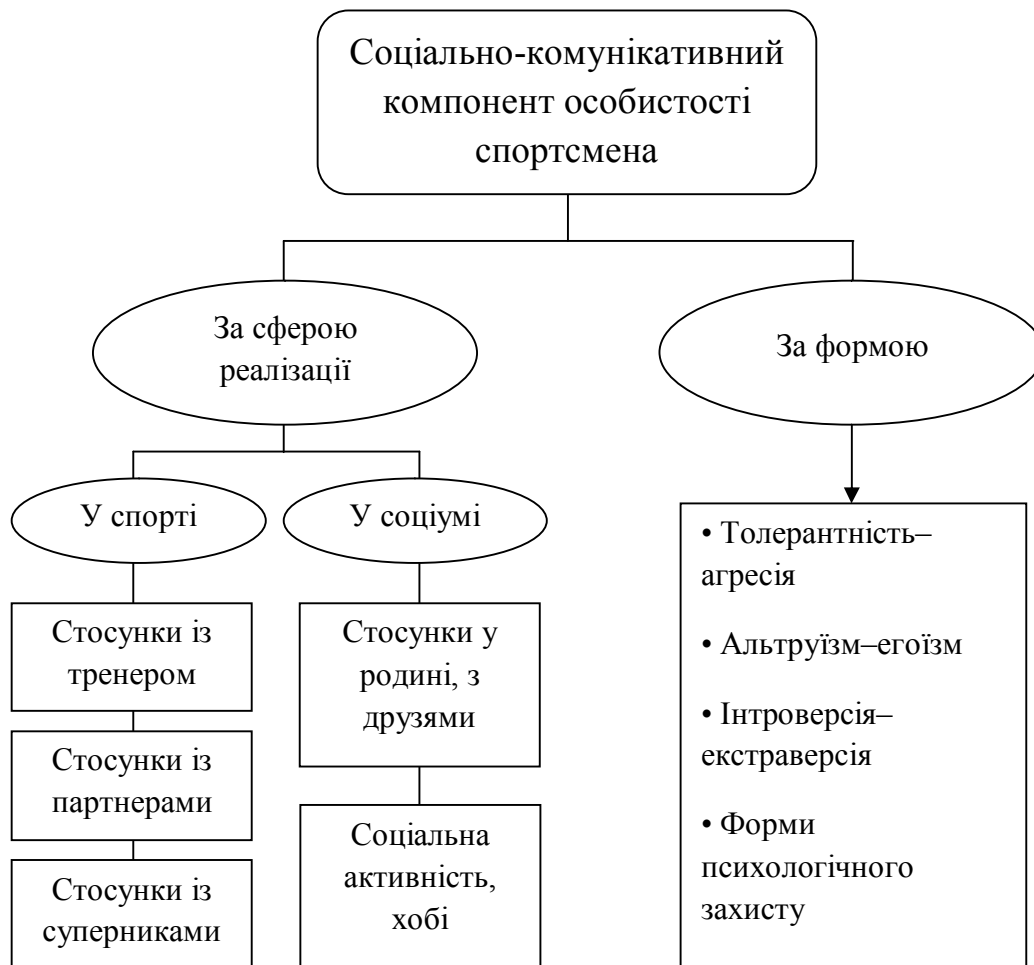 Соціально-комунікативний
компонент особистості
спортсмена
За сферою
реалізації
За формою
У спорті
У соціумі
Стосунки із
тренером
Стосунки із
партнерами
Стосунки із
суперниками
Стосунки у
родині, з
друзями
Соціальна
активність,
хобі
• Толерантність–
агресія
• Альтруїзм–егоїзм
• Інтроверсія–
екстраверсія
• Форми
психологічного
захисту